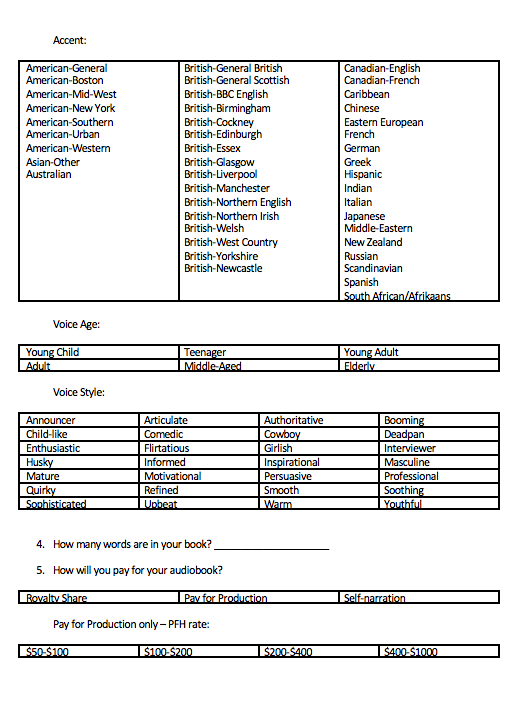 Accent:
American-General British-General British Canadian-English
American-Boston British-General Scottish Canadian-French
American-Mid-West British-BBC English Caribbean
American-New York British-Birmingham Chinese
American-Southern British-Cockney Eastern European
American-Urban British-Edinburgh French
American-Western British-Essex German
Asian-Other British-Glasgow Greek
Australian British-Liverpool Hispanic
British-Manchester Indian
British-Northern English Italian
British-Northern Irish Japanese
British-Welsh Middle-Eastern
British-West Country New Zealand
British-Yorkshire Russian
British-Newcastle Scandinavian
Spanish
South African/Afrikaans
Voice Age:
Young Child Teenager Young Adult
Adult Middle-Aged Elderly
Voice Style:
Announcer Articulate Authoritative Booming
Child-like Comedic Cowboy Deadpan
Enthusiastic Flirtatious Girlish Interviewer
Husky Informed Inspirational Masculine
Mature Motivational Persuasive Professional
Quirky Refined Smooth Soothing
Sophisticated Upbeat Warm Youthful
4. How many words are in your book? ____________________
5. How will you pay for your audiobook?
Royalty Share Pay for Production Self-narration
Pay for Production only – PFH rate:
$50-$100 $100-$200 $200-$400 $400-$1000